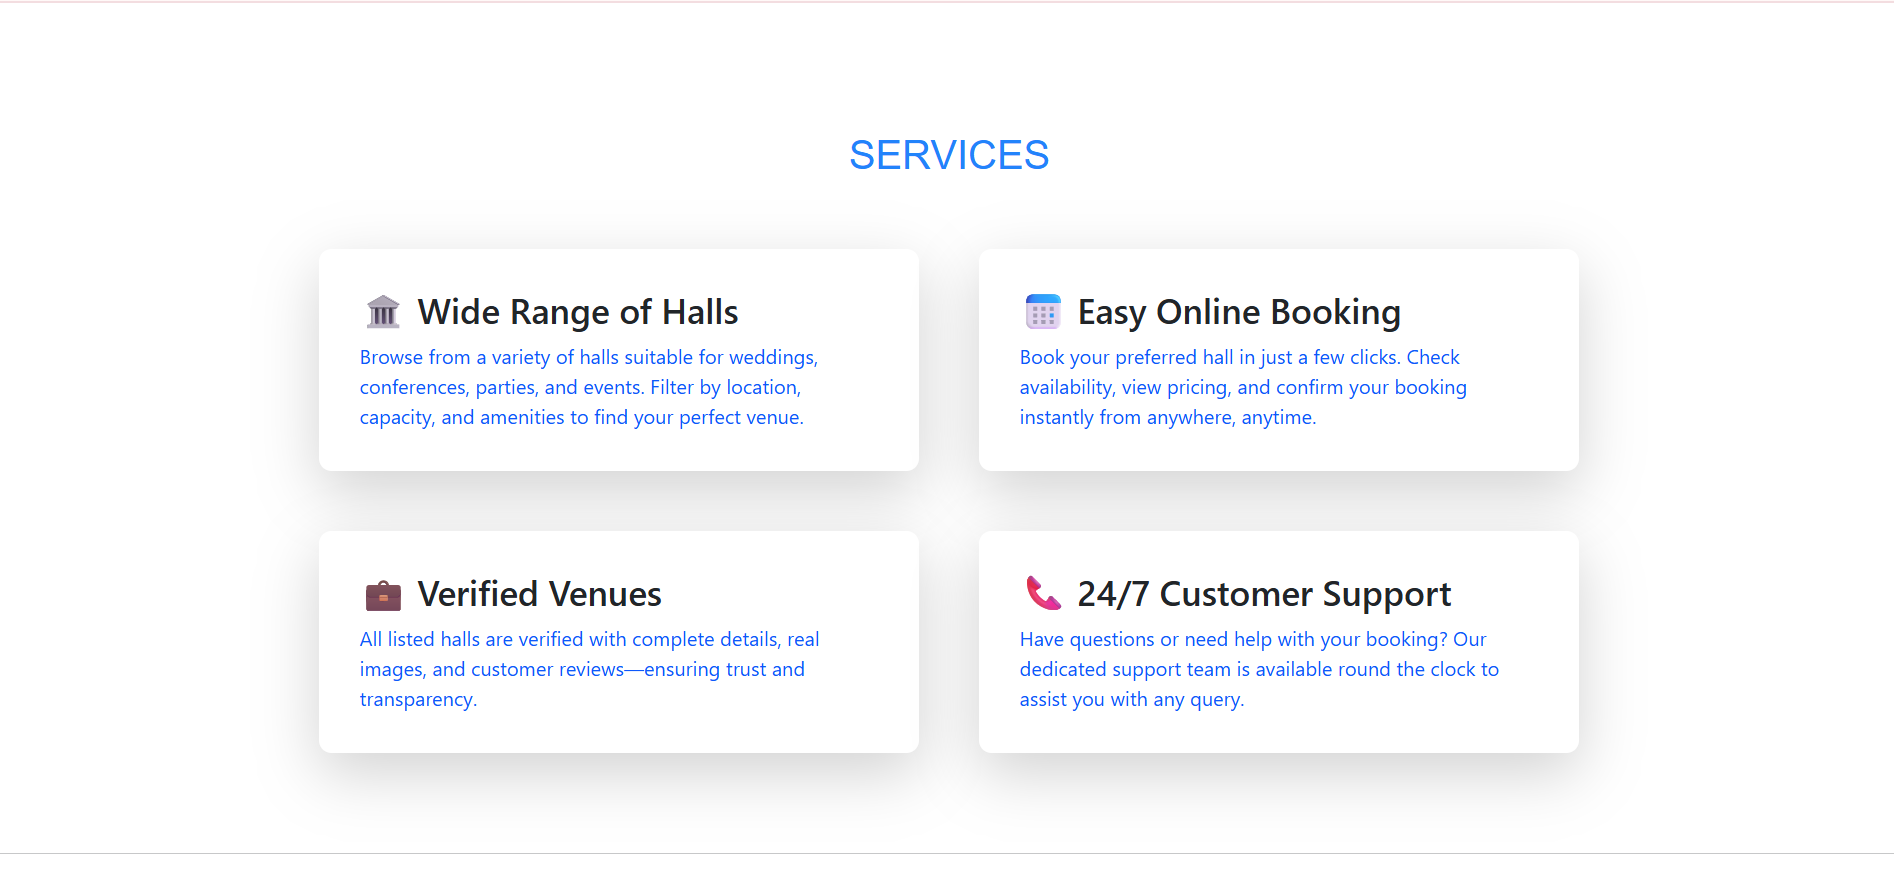 SERVICES
Wide Range of Halls
Browse from a variety of halls suitable for weddings,
conferences, parties, and events. Filter by location,
capacity, and amenities to find your perfect venue.
Easy Online Booking
Book your preferred hall in just a few clicks. Check
availability, view pricing, and confirm your booking
instantly from anywhere, anytime.
Verified Venues
All listed halls are verified with complete details, real
images, and customer reviews—ensuring trust and
transparency.
24/7 Customer Support
Have questions or need help with your booking? Our
dedicated support team is available round the clock to
assist you with any query.